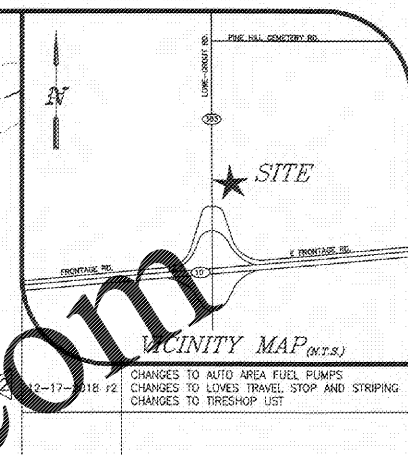 PINE HILL CEMETERY RD.
LOWE-GROUT RD.
N
SITE
E FRONTAGE RD.
FRONTAGE RD.
10
VICINITY MAP (N.T.S.)
CHANGES TO AUTO AREA FUEL PUMPS
12-17-2018 r2 CHANGES TO LOVES TRAVEL STOP AND STRIPING
CHANGES TO TIRESHOP UST
com